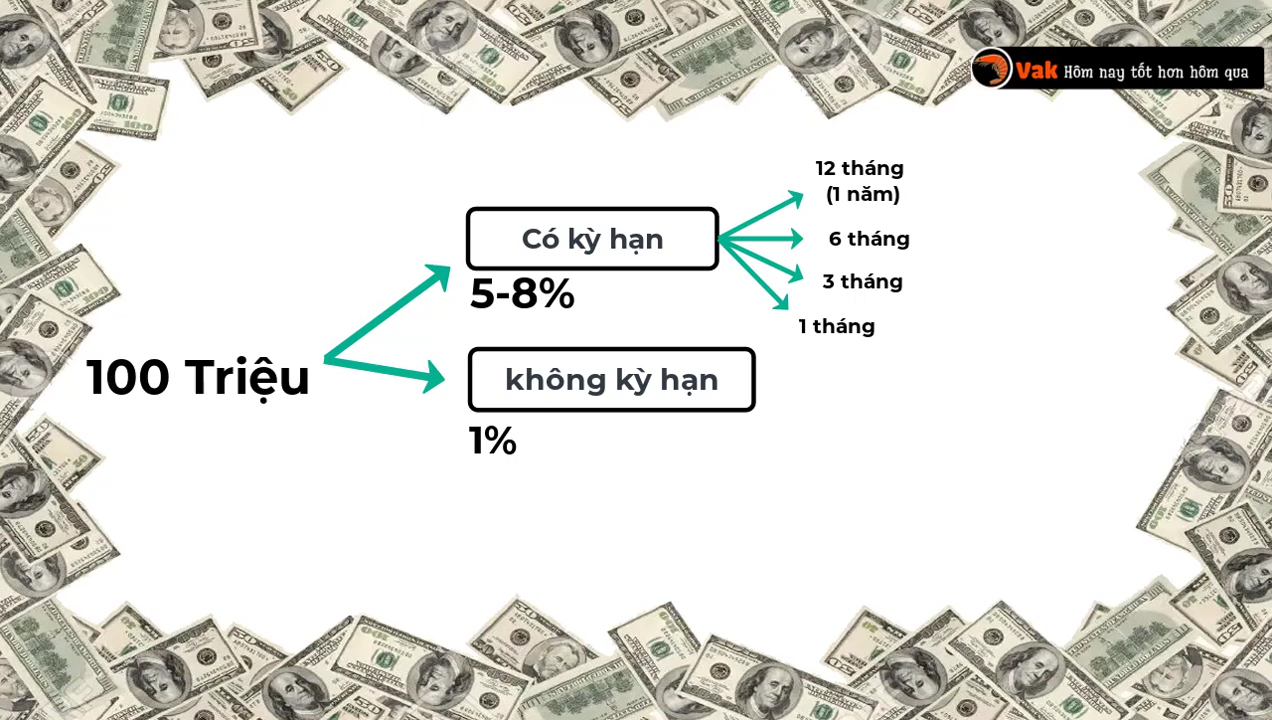 Vak Hôm nay tốt hơn hôm qua
12 tháng
(1 năm)
Có kỳ hạn
6 tháng
5-8%
3 tháng
1 tháng
100 Triệu
không kỳ hạn
1%